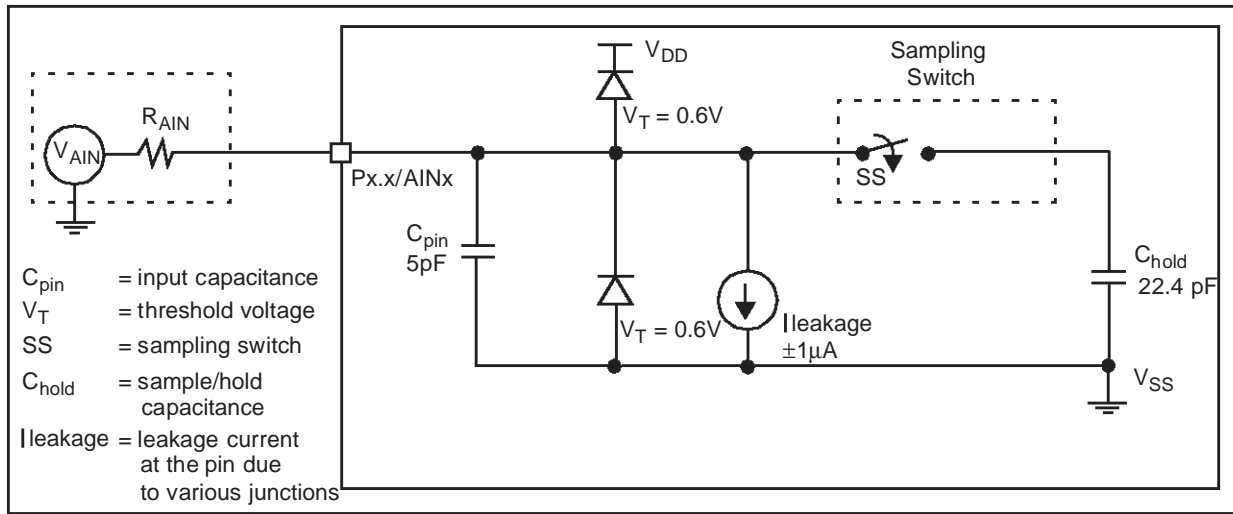 V_DD
Sampling
Switch
R_AIN
V_T = 0.6V
V_AIN
Px.x/AINx
SS
C_pin
5pF
C_hold
22.4 pF
V_T = 0.6V
I leakage
±1μA
V_SS
C_pin = input capacitance
V_T = threshold voltage
SS = sampling switch
C_hold = sample/hold
capacitance
I leakage = leakage current
at the pin due
to various junctions